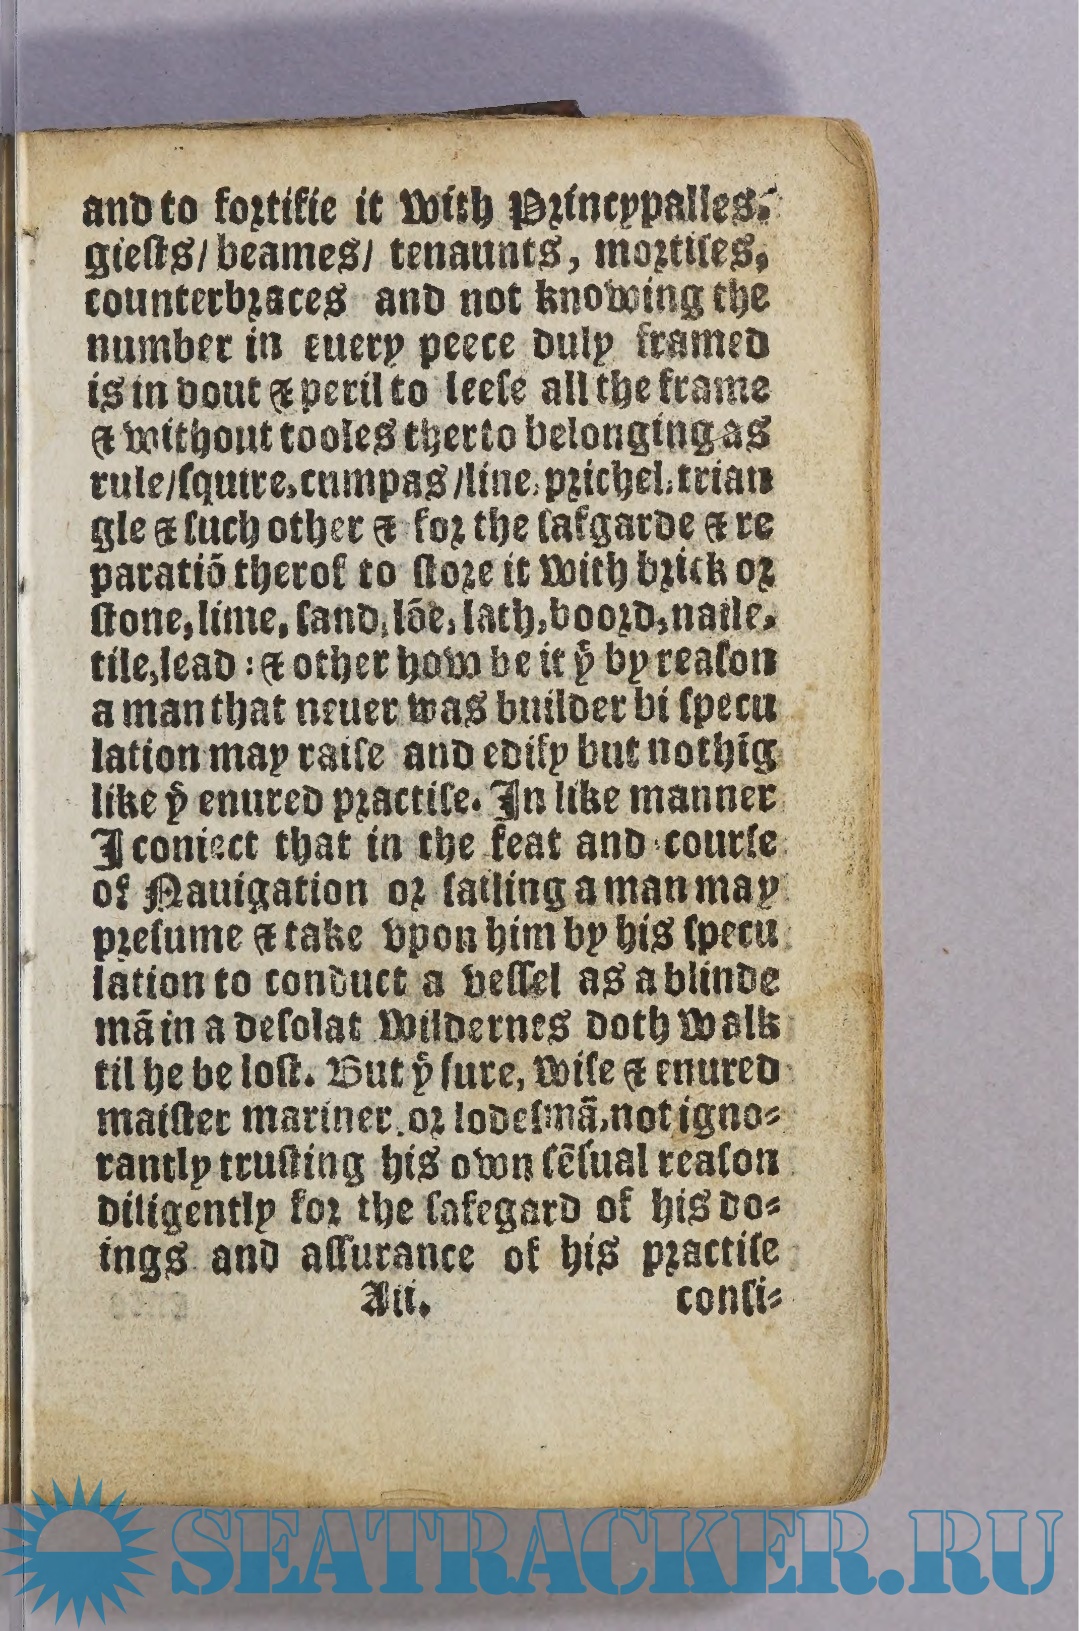 and to fortifie it with Pryncypalles.
giests/ beames/ tenaunts, mortises,
counterbraces and not knowing the
number in euery peece duly framed
is in dout & peril to leese all the frame
& without tooles therto belonging as
rule/squire, cumpas /line, prichel, trian
gle & such other & for the safgarde & re
paratiō therof to store it with brick or
stone, lime, sand, lōe, lath, boord, naile,
tile, lead : & other how be it yͭ by reason
a man that neuer was builder bi specu
lation may raise and edify but nothīg
like yͤ enured practise. In like manner
I coniect that in the feat and course
of Nauigation or sailing a man may
presume & take vpon him by his specu
lation to conduct a vessel as a blinde
mā in a desolat wildernes doth walk
til he be lost. But yͤ sure, wise & enured
maister mariner. or lodesmā, not igno-
rantly trusting his own sēsual reason
diligently for the safegard of his do-
ings and assurance of his practise
Aii. consi-
SEATRACKER.RU